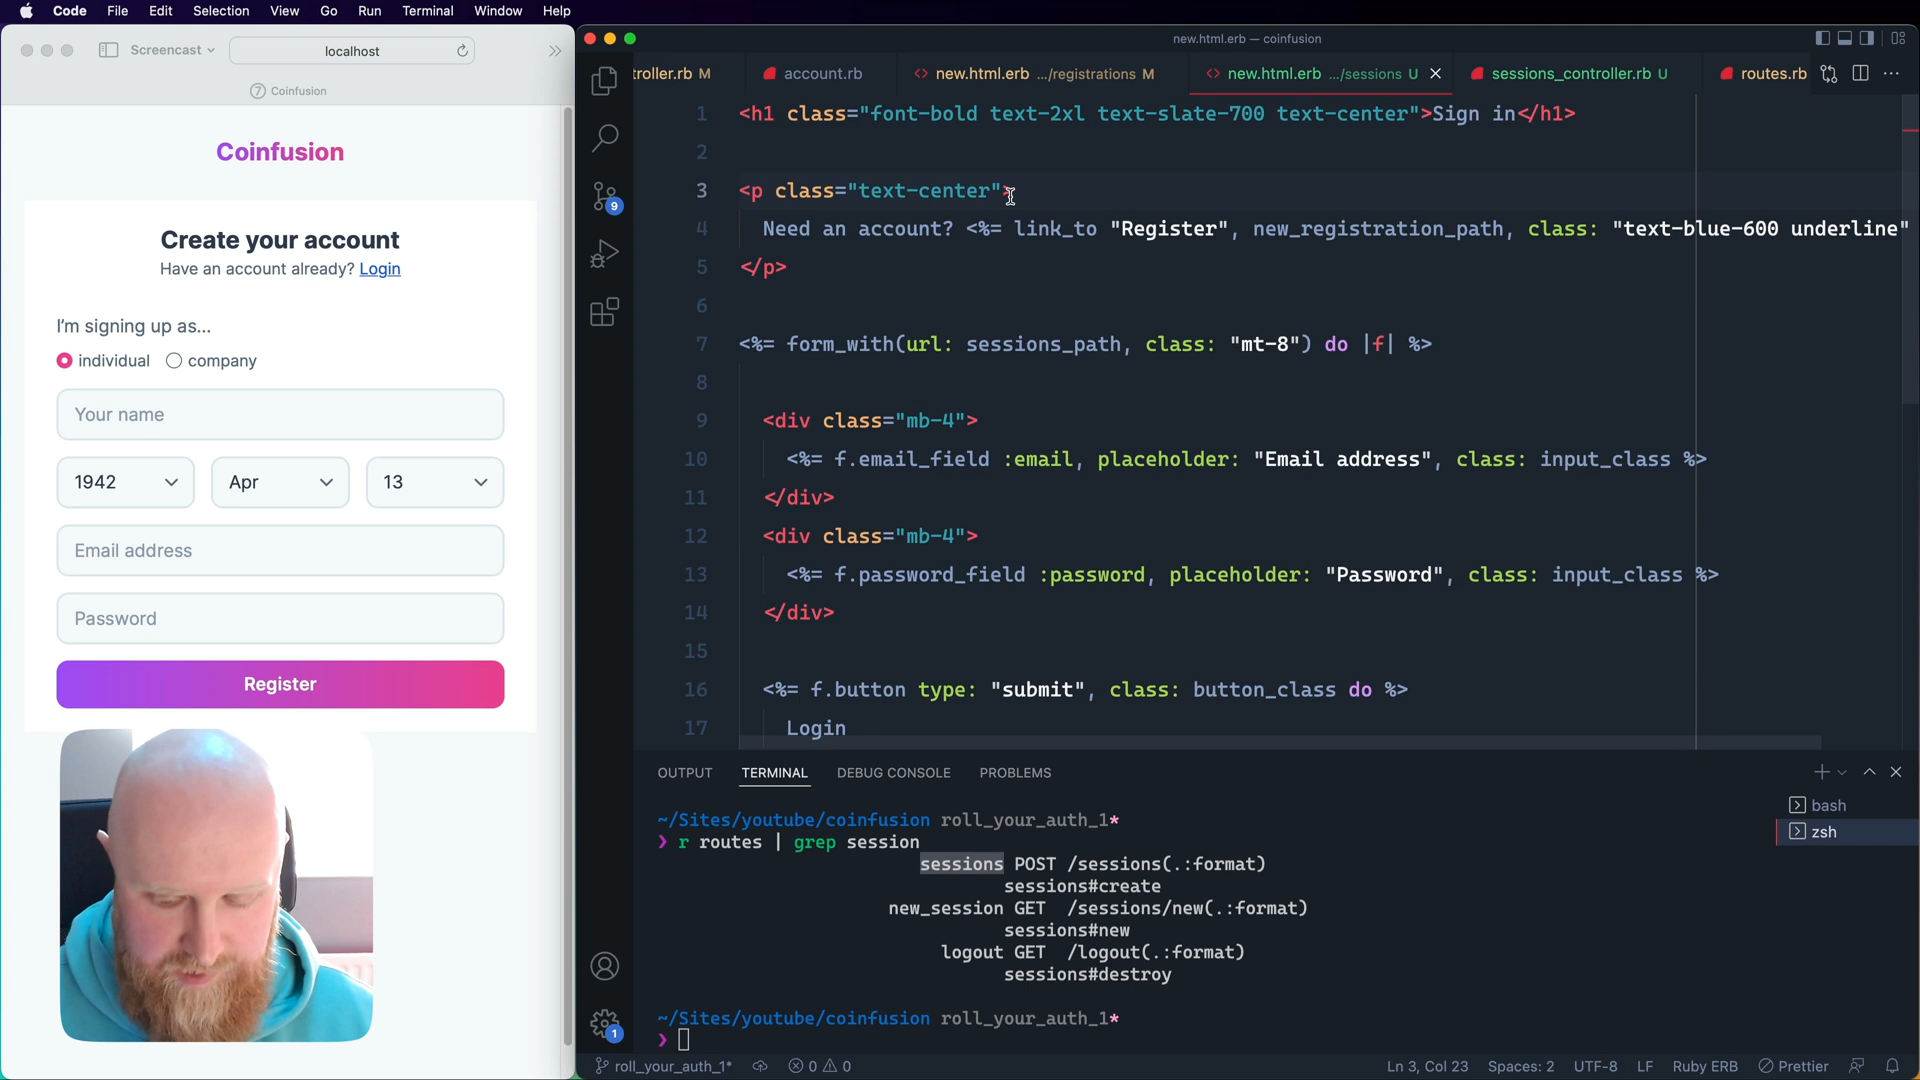 Code File Edit Selection View Go Run Terminal Window Help
Screencast
localhost
Coinfusion
Coinfusion
Create your account
Have an account already? Login
I'm signing up as...
individual company
Your name
1942 Apr 13
Email address
Password
Register
new.html.erb — coinfusion
troller.rb M account.rb new.html.erb .../registrations M new.html.erb .../sessions U sessions_controller.rb U routes.rb
1 <h1 class="font-bold text-2xl text-slate-700 text-center">Sign in</h1>
2
3 <p class="text-center">
4 Need an account? <%= link_to "Register", new_registration_path, class: "text-blue-600 underline"
5 </p>
6
7 <%= form_with(url: sessions_path, class: "mt-8") do |f| %>
8
9 <div class="mb-4">
10 <%= f.email_field :email, placeholder: "Email address", class: input_class %>
11 </div>
12 <div class="mb-4">
13 <%= f.password_field :password, placeholder: "Password", class: input_class %>
14 </div>
15
16 <%= f.button type: "submit", class: button_class do %>
17 Login
9
1
OUTPUT TERMINAL DEBUG CONSOLE PROBLEMS
bash
zsh
~/Sites/youtube/coinfusion roll_your_auth_1*
❯ r routes | grep session
sessions POST /sessions(.:format)
sessions#create
new_session GET /sessions/new(.:format)
sessions#new
logout GET /logout(.:format)
sessions#destroy
~/Sites/youtube/coinfusion roll_your_auth_1*
❯
roll_your_auth_1* 0 0 Ln 3, Col 23 Spaces: 2 UTF-8 LF Ruby ERB Prettier